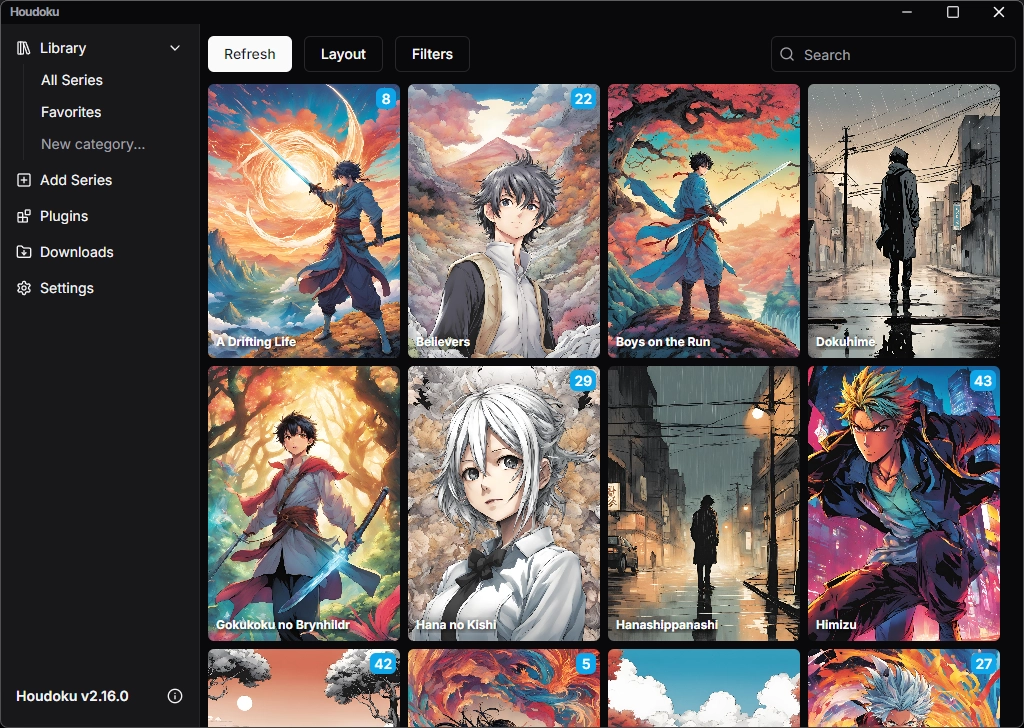 Houdoku
Library
All Series
Favorites
New category...
Add Series
Plugins
Downloads
Settings
Houdoku v2.16.0
Refresh
Layout
Filters
Search
8
A Drifting Life
22
Believers
Boys on the Run
Dokuhime
Gokukoku no Brynhildr
29
Hana no Kishi
Hanashippanashi
43
Himizu
42
5
27